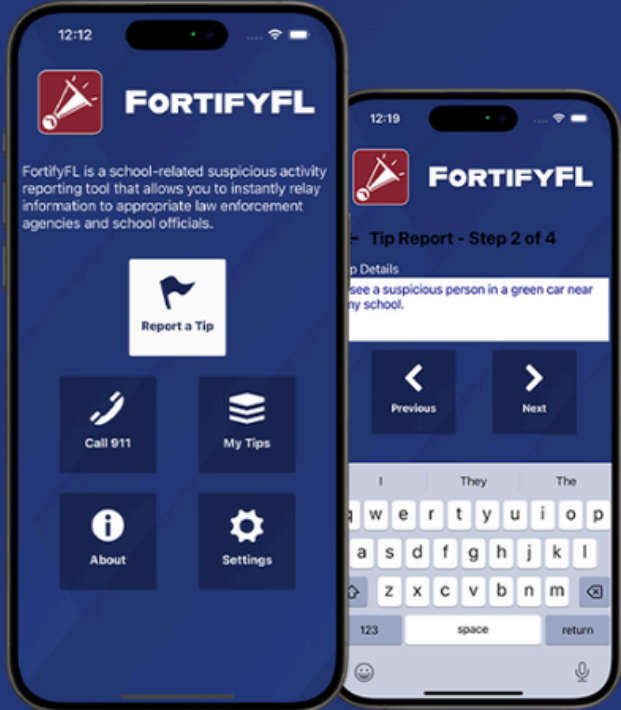 12:12
FORTIFYFL
FortifyFL is a school-related suspicious activity
reporting tool that allows you to instantly relay
information to appropriate law enforcement
agencies and school officials.
Report a Tip
Call 911
My Tips
About
Settings
12:19
FORTIFYFL
Tip Report - Step 2 of 4
p Details
see a suspicious person in a green car near
my school.
Previous
Next
I They The
q w e r t y u i o p
a s d f g h j k l
z x c v b n m
123 space return